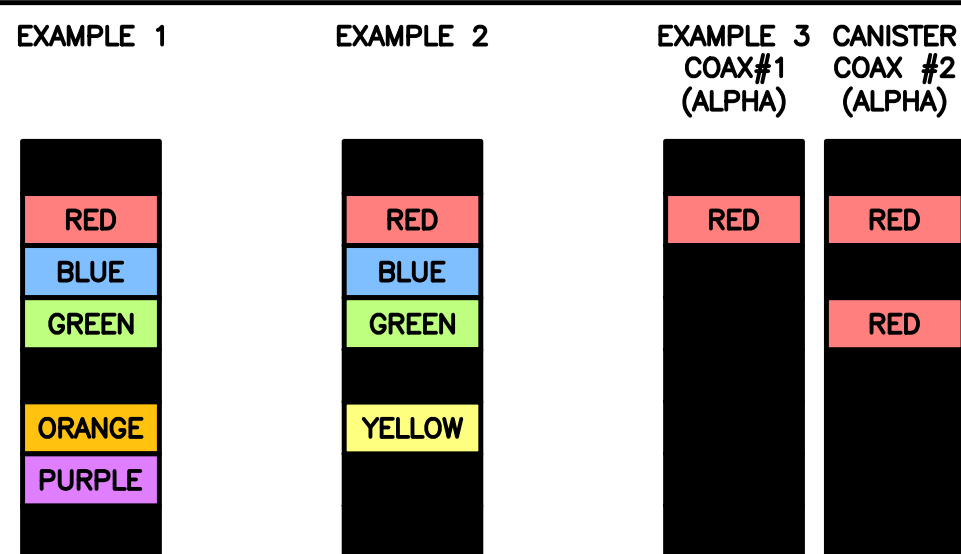 EXAMPLE 1
EXAMPLE 2
EXAMPLE 3 CANISTER
COAX#1 COAX #2
(ALPHA) (ALPHA)
RED RED RED RED
BLUE BLUE
GREEN GREEN RED
ORANGE YELLOW
PURPLE